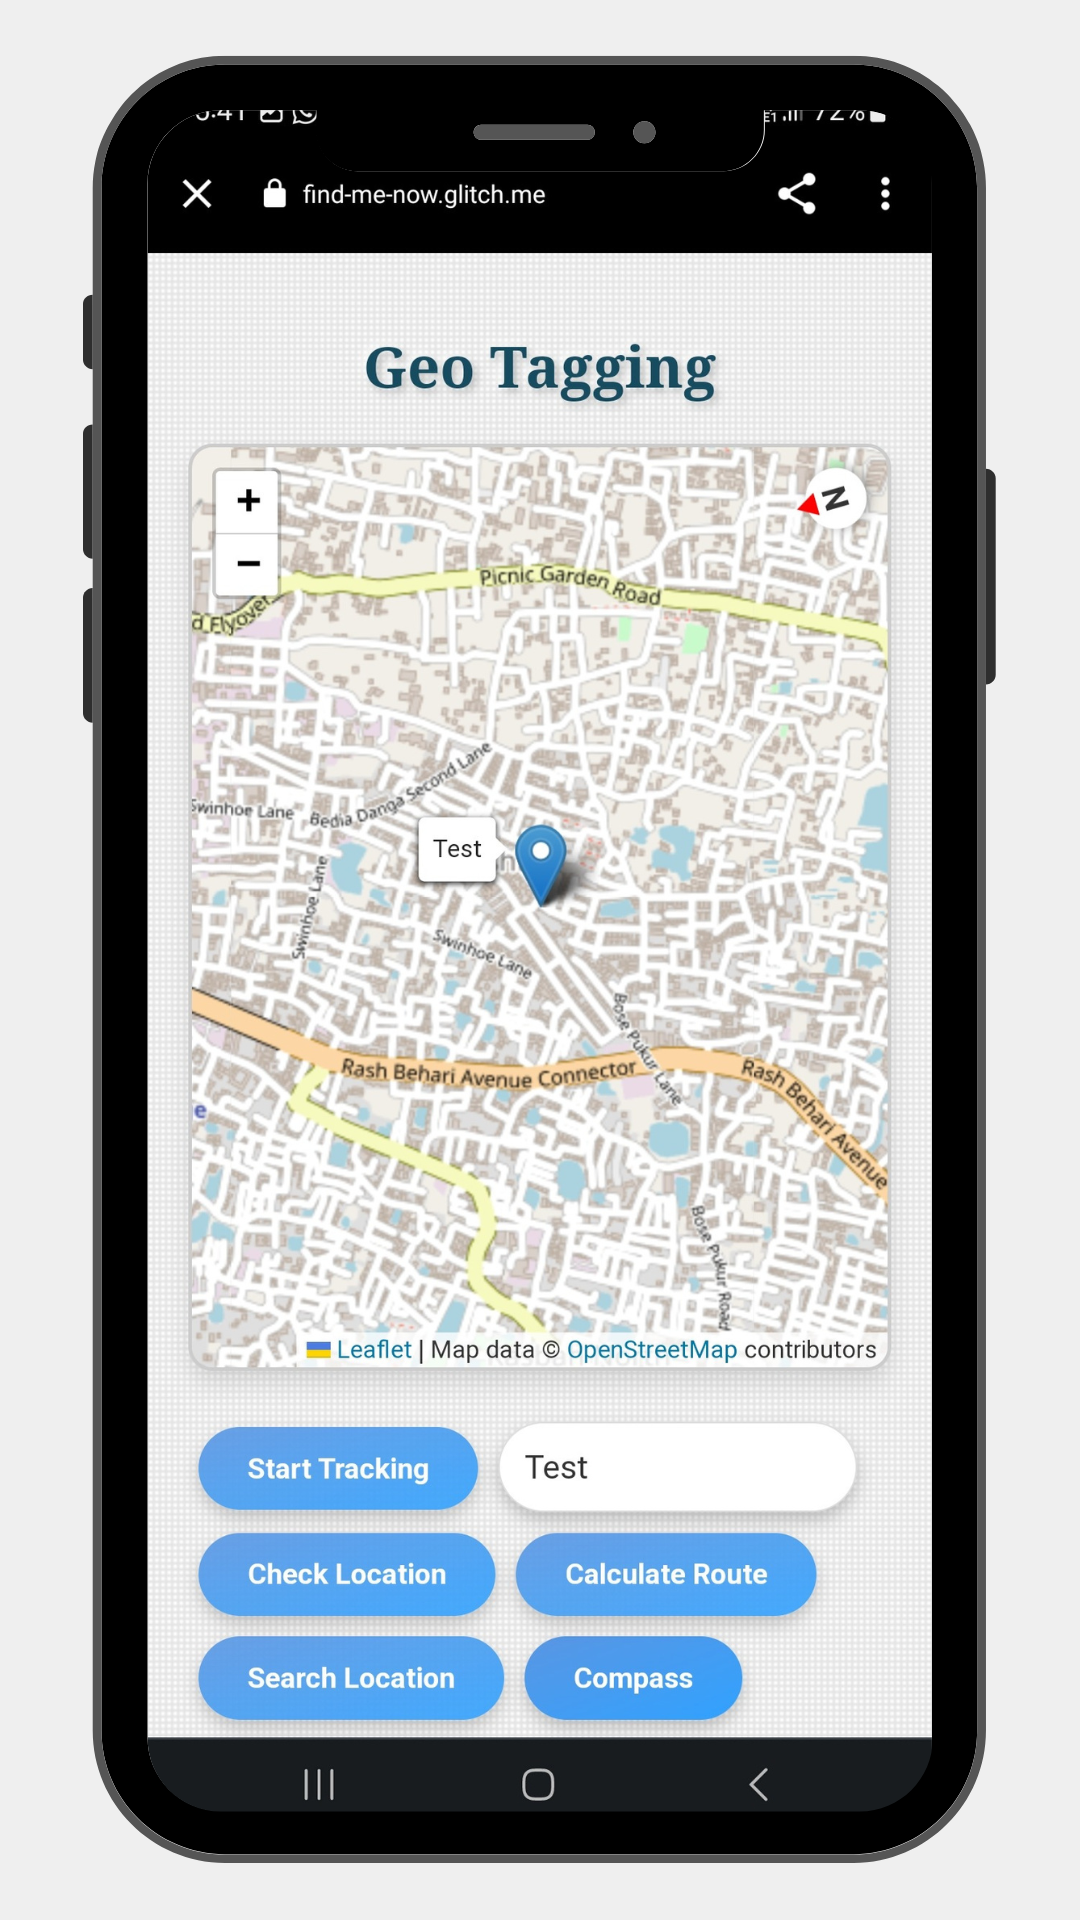 72%
find-me-now.glitch.me
Geo Tagging
+
−
N
Picnic Garden Road
d Flyover
Bedia Danga Second Lane
Swinhoe Lane
Test
Swinhoe Lane
Swinhoe Lane
Bose Pukur Lane
Rash Behari Avenue Connector
Rash Behari Avenue
e
Bose Pukur Road
Leaflet | Map data © OpenStreetMap contributors
Start Tracking
Test
Check Location
Calculate Route
Search Location
Compass